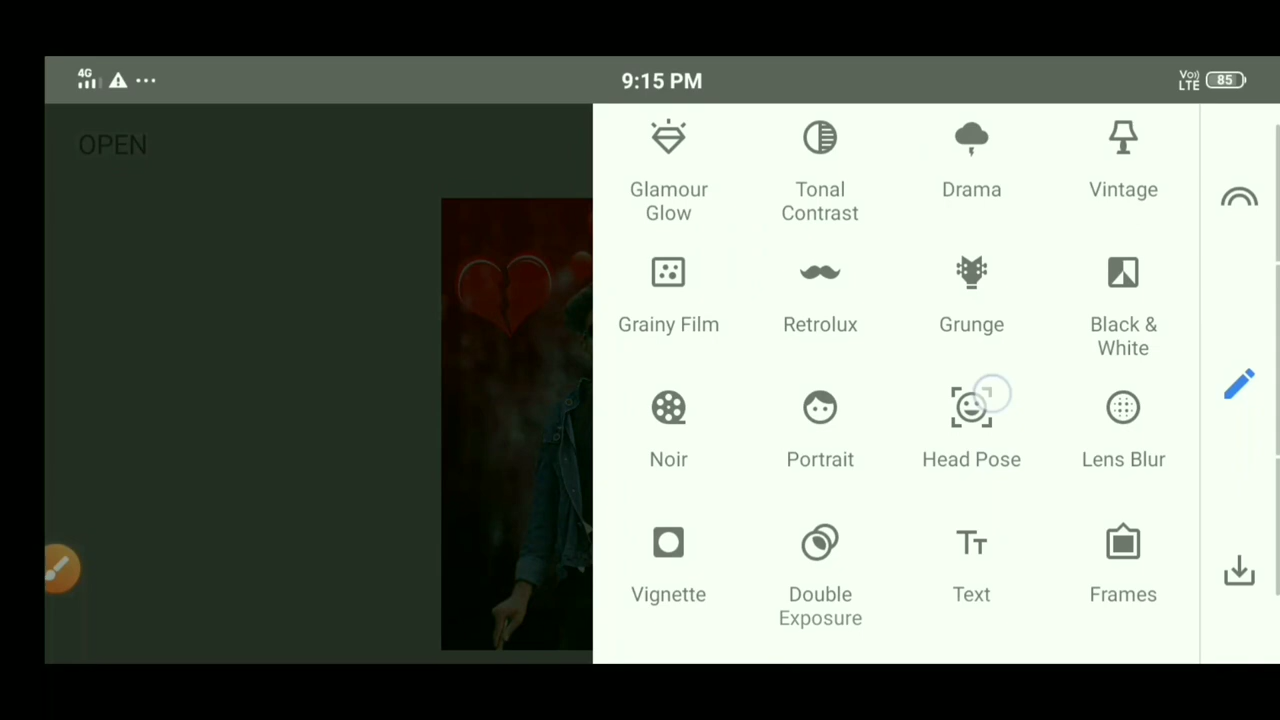 4G
9:15 PM
Vo))
LTE
85
OPEN
Glamour
Glow
Tonal
Contrast
Drama
Vintage
Grainy Film
Retrolux
Grunge
Black &
White
Noir
Portrait
Head Pose
Lens Blur
Vignette
Double
Exposure
Text
Frames